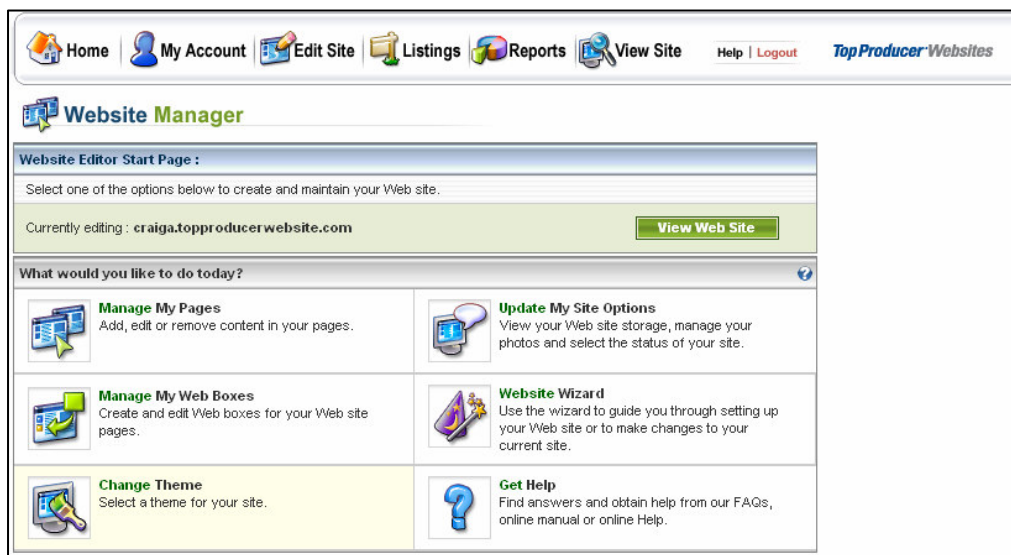 Home My Account Edit Site Listings Reports View Site Help | Logout Top Producer Websites
Website Manager
Website Editor Start Page :
Select one of the options below to create and maintain your Web site.
Currently editing : craiga.topproducerwebsite.com View Web Site
What would you like to do today?
Manage My Pages
Add, edit or remove content in your pages.
Update My Site Options
View your Web site storage, manage your
photos and select the status of your site.
Manage My Web Boxes
Create and edit Web boxes for your Web site
pages.
Website Wizard
Use the wizard to guide you through setting up
your Web site or to make changes to your
current site.
Change Theme
Select a theme for your site.
Get Help
Find answers and obtain help from our FAQs,
online manual or online Help.